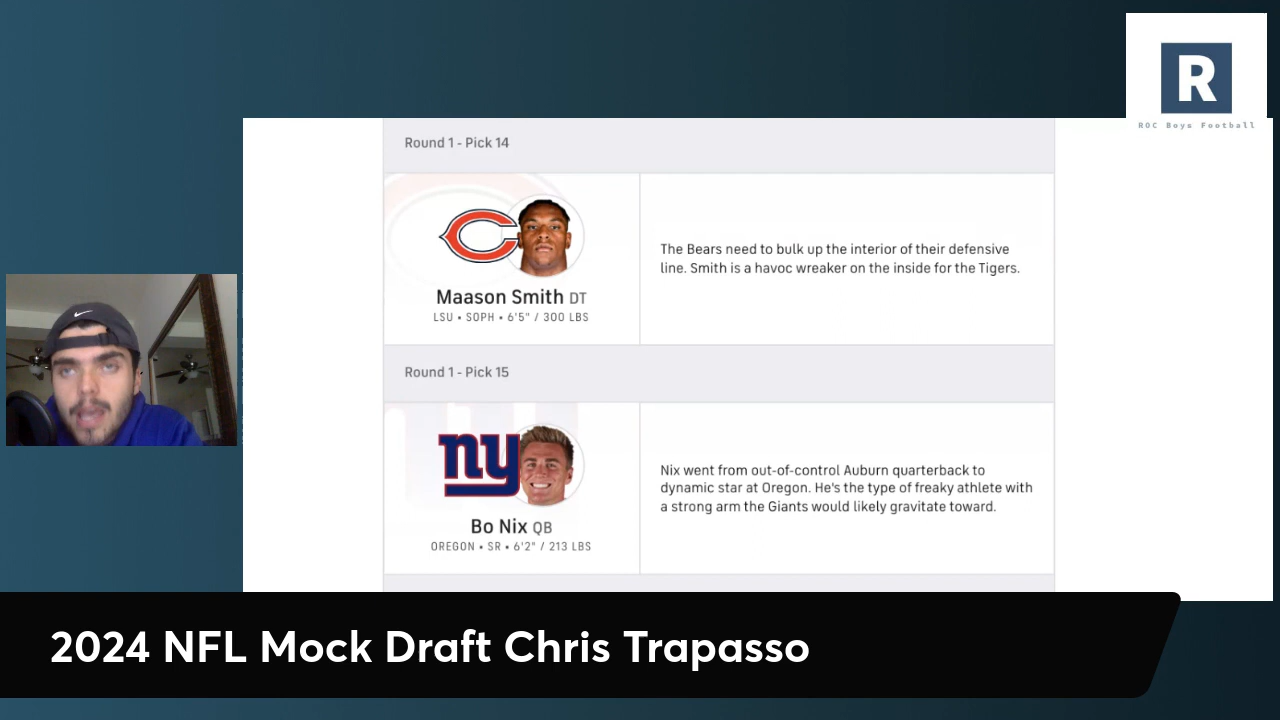 R
ROC Boys Football
Round 1 - Pick 14
The Bears need to bulk up the interior of their defensive
line. Smith is a havoc wreaker on the inside for the Tigers.
Maason Smith DT
LSU • SOPH • 6'5" / 300 LBS
Round 1 - Pick 15
ny
Nix went from out-of-control Auburn quarterback to
dynamic star at Oregon. He's the type of freaky athlete with
a strong arm the Giants would likely gravitate toward.
Bo Nix QB
OREGON • SR • 6'2" / 213 LBS
2024 NFL Mock Draft Chris Trapasso